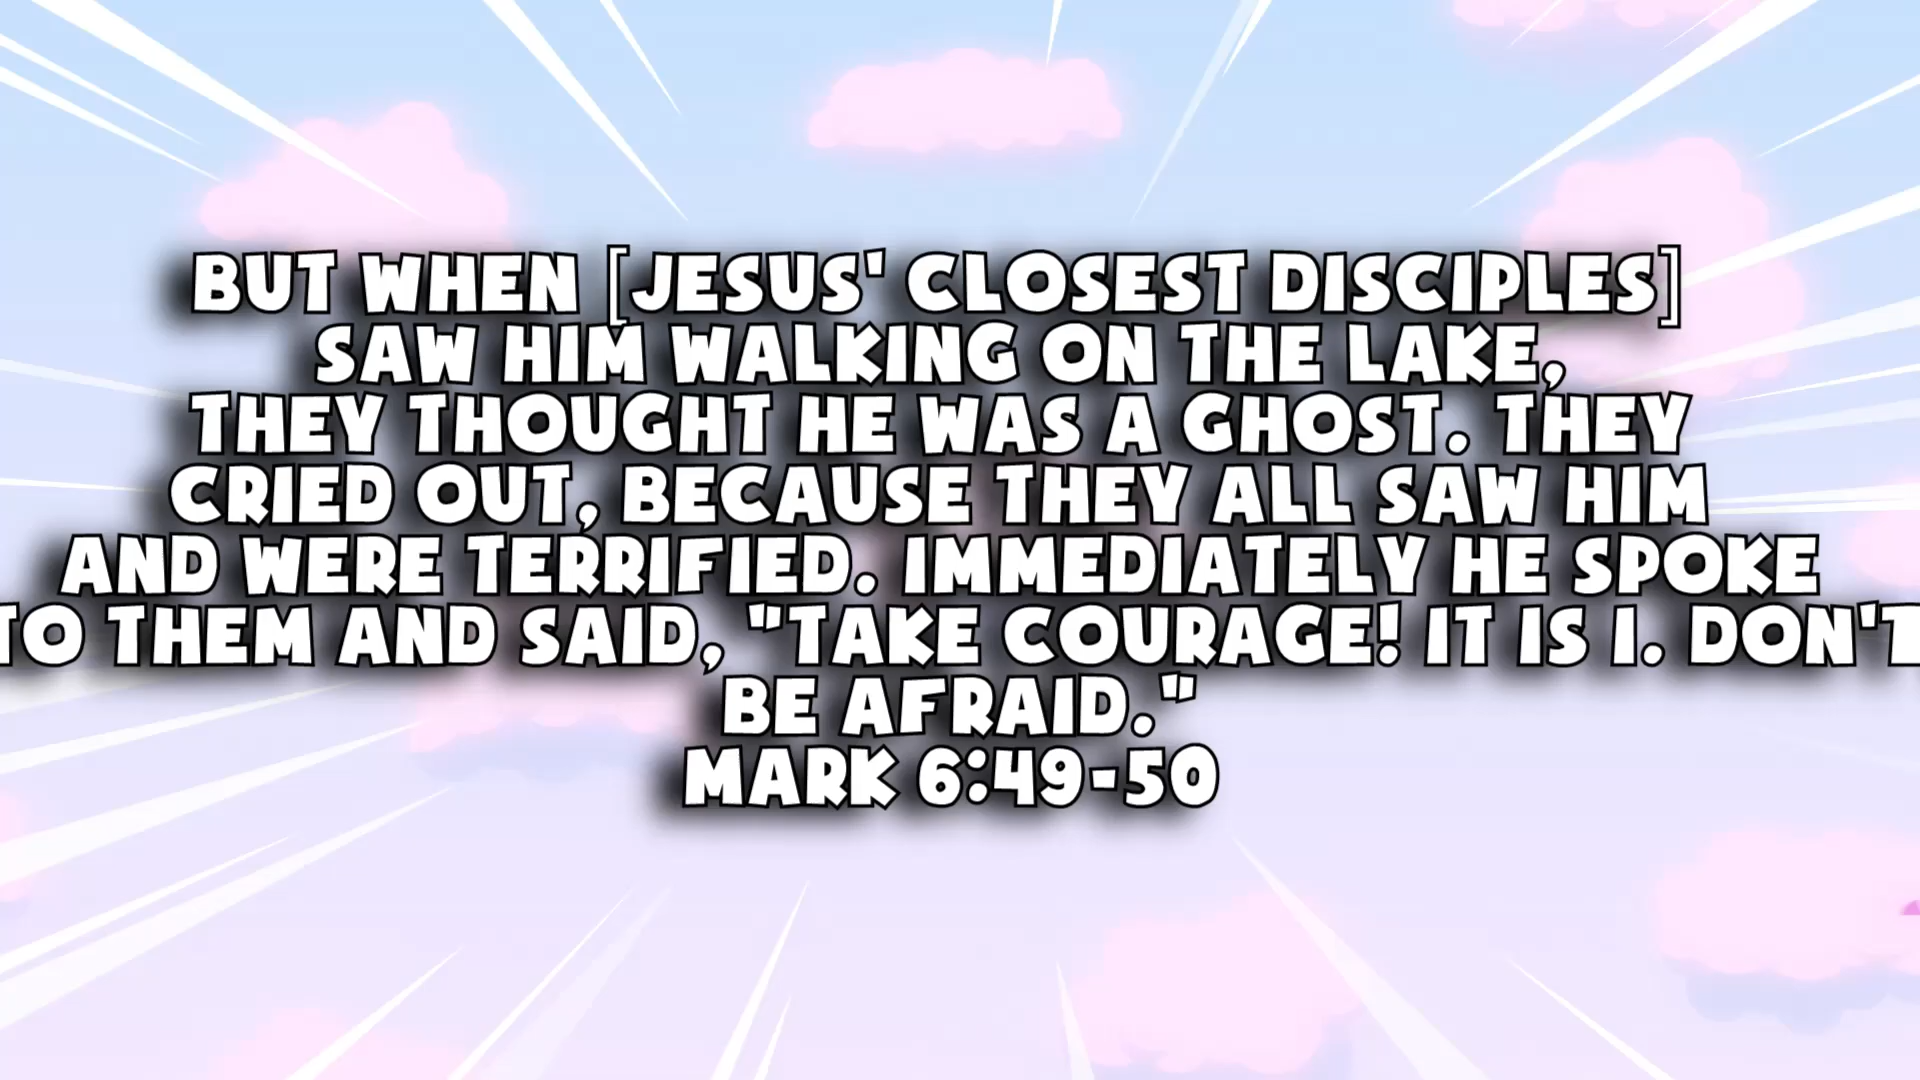 BUT WHEN [JESUS' CLOSEST DISCIPLES]
SAW HIM WALKING ON THE LAKE,
THEY THOUGHT HE WAS A GHOST. THEY
CRIED OUT, BECAUSE THEY ALL SAW HIM
AND WERE TERRIFIED. IMMEDIATELY HE SPOKE
TO THEM AND SAID, "TAKE COURAGE! IT IS I. DON'T
BE AFRAID."
MARK 6:49-50